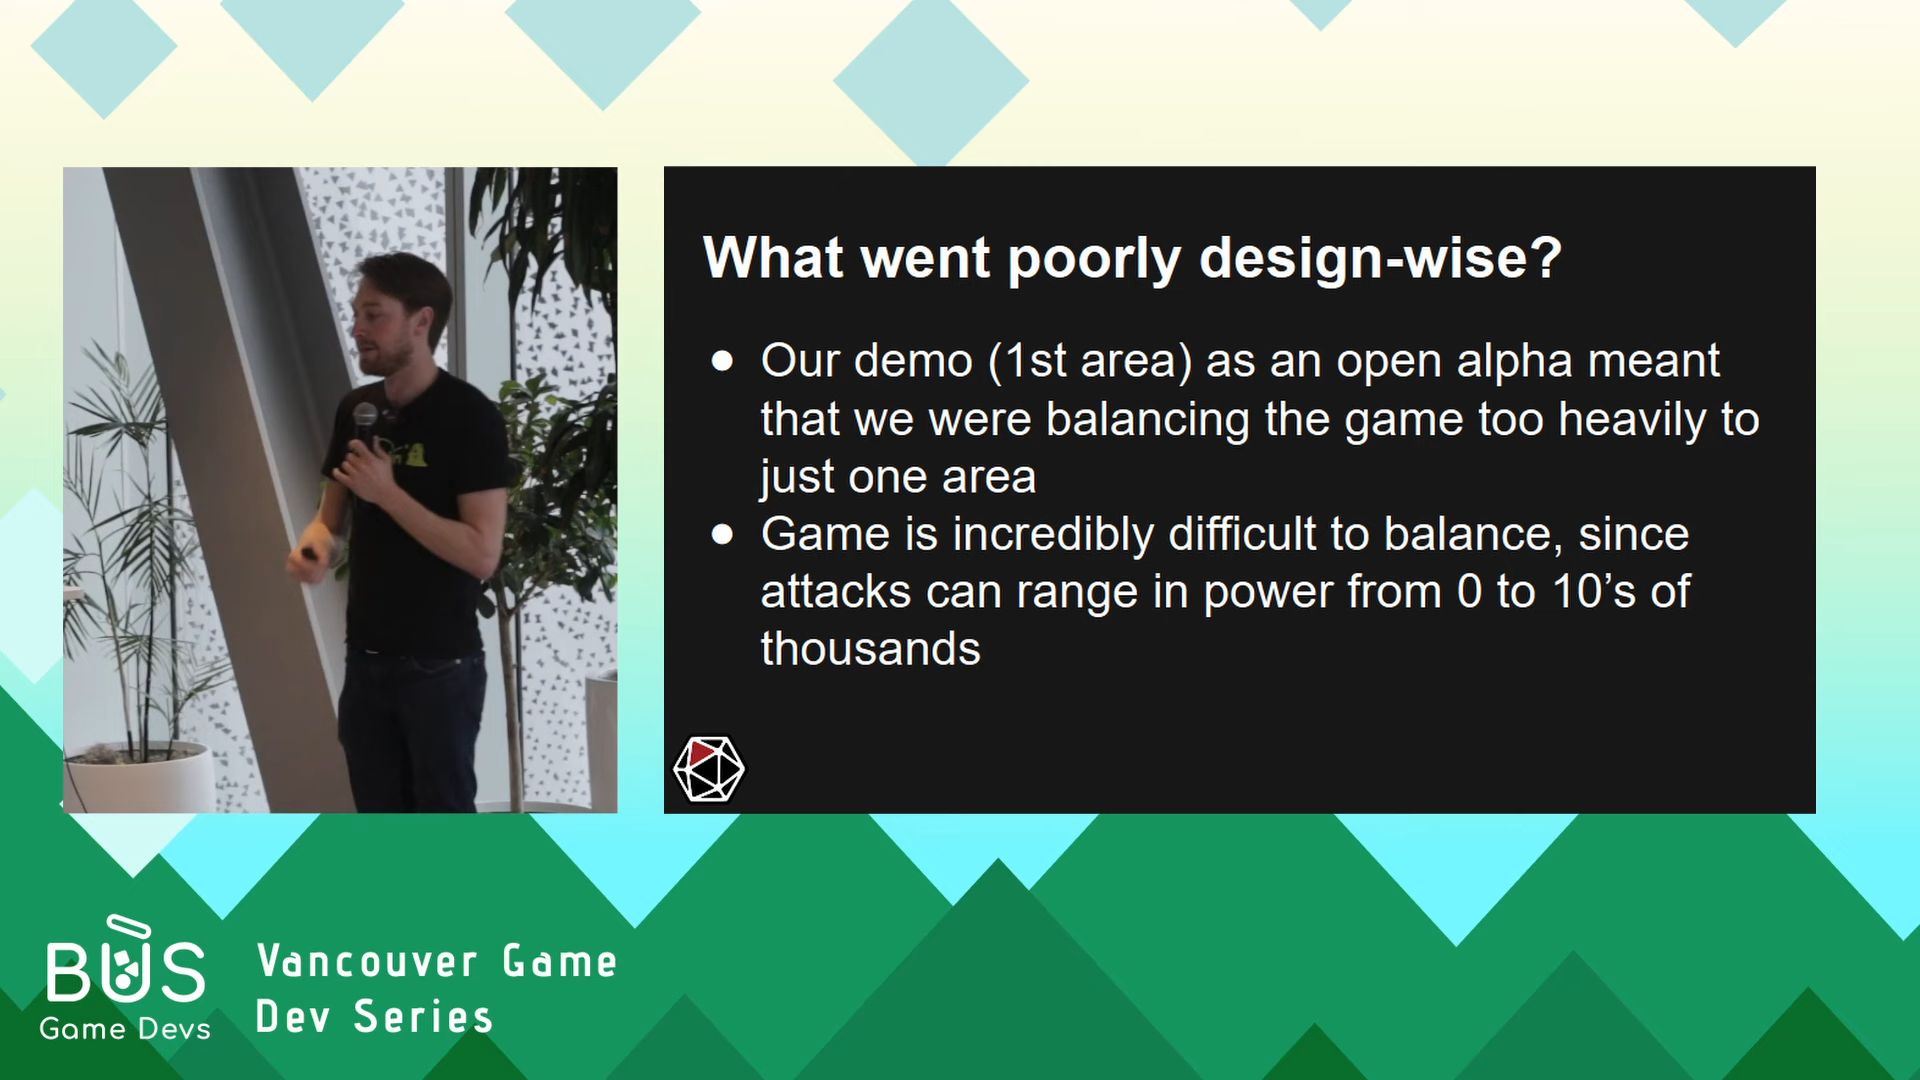 What went poorly design-wise?
● Our demo (1st area) as an open alpha meant
that we were balancing the game too heavily to
just one area
● Game is incredibly difficult to balance, since
attacks can range in power from 0 to 10’s of
thousands
BUS
Game Devs
Vancouver Game
Dev Series